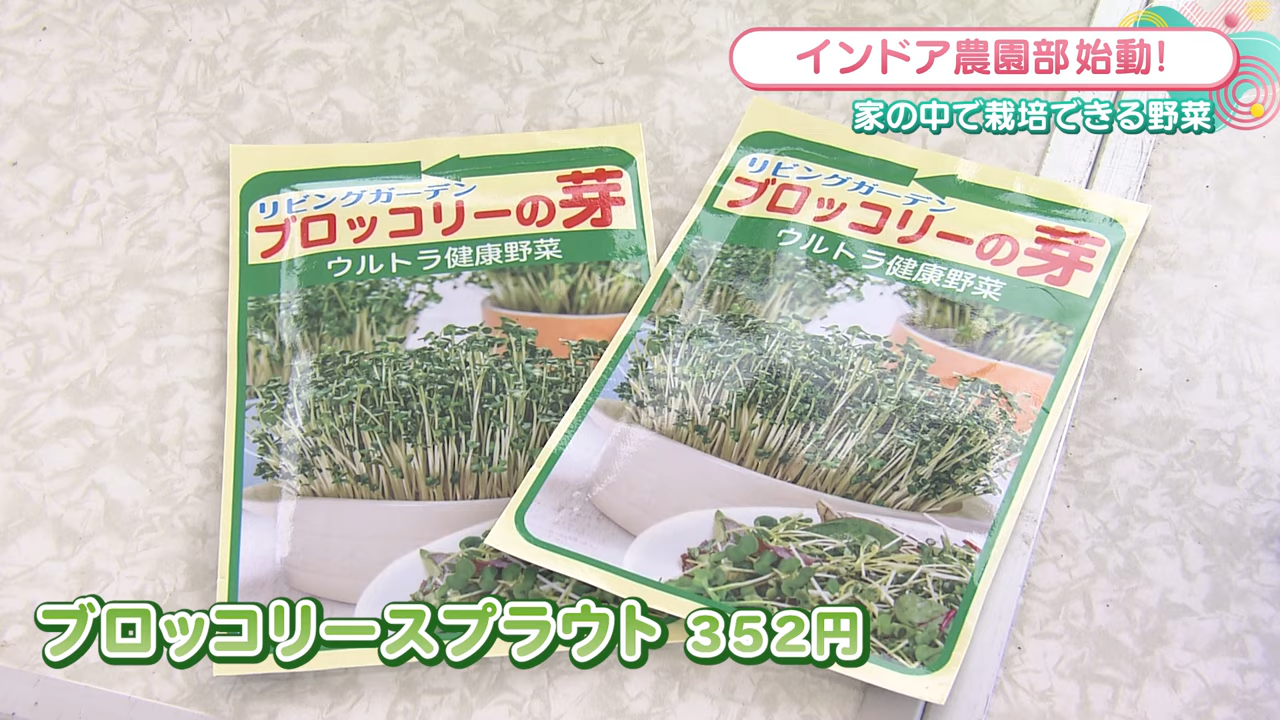 インドア農園部始動!
家の中で栽培できる野菜
リビングガーデン
ブロッコリーの芽
ウルトラ健康野菜
リビングガーデン
ブロッコリーの芽
ウルトラ健康野菜
ブロッコリースプラウト 352円